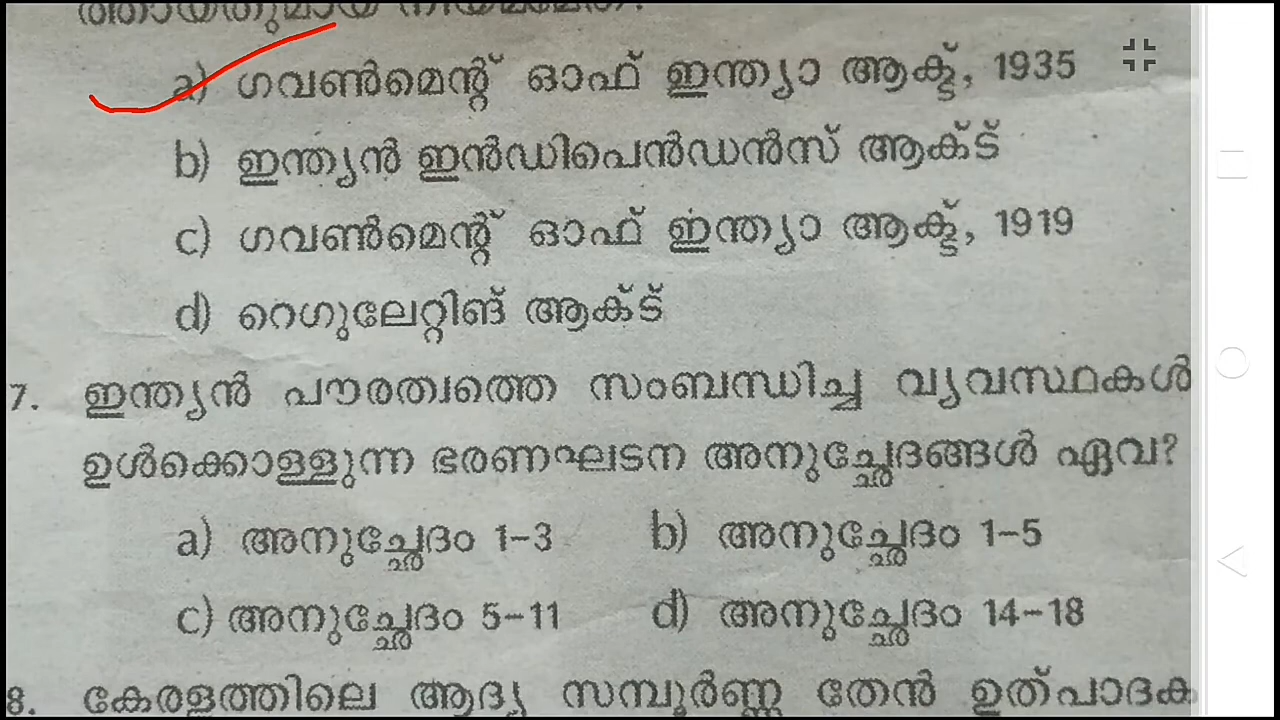 a) ഗവൺമെന്റ് ഓഫ് ഇന്ത്യാ ആക്ട്, 1935
b) ഇന്ത്യൻ ഇൻഡിപെൻഡൻസ് ആക്ട്
c) ഗവൺമെന്റ് ഓഫ് ഇന്ത്യാ ആക്ട്, 1919
d) റെഗുലേറ്റിങ് ആക്ട്
7. ഇന്ത്യൻ പൗരത്വത്തെ സംബന്ധിച്ച വ്യവസ്ഥകൾ
ഉൾക്കൊള്ളുന്ന ഭരണഘടന അനുച്ഛേദങ്ങൾ ഏവ?
a) അനുച്ഛേദം 1-3 b) അനുച്ഛേദം 1-5
c) അനുച്ഛേദം 5-11 d) അനുച്ഛേദം 14-18
8. കേരളത്തിലെ ആദ്യ സമ്പൂർണ്ണ തേൻ ഉത്പാദക